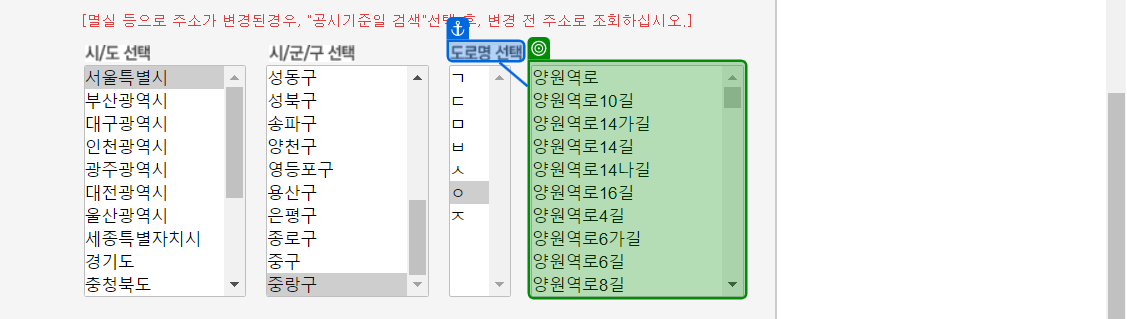 [멸실 등으로 주소가 변경된경우, "공시기준일 검색"선택 후, 변경 전 주소로 조회하십시오.]
시/도 선택
시/군/구 선택
도로명 선택
서울특별시
부산광역시
대구광역시
인천광역시
광주광역시
대전광역시
울산광역시
세종특별자치시
경기도
충청북도
성동구
성북구
송파구
양천구
영등포구
용산구
은평구
종로구
중구
중랑구
ㄱ
ㄷ
ㅁ
ㅂ
ㅅ
ㅇ
ㅈ
양원역로
양원역로10길
양원역로14가길
양원역로14길
양원역로14나길
양원역로16길
양원역로4길
양원역로6가길
양원역로6길
양원역로8길